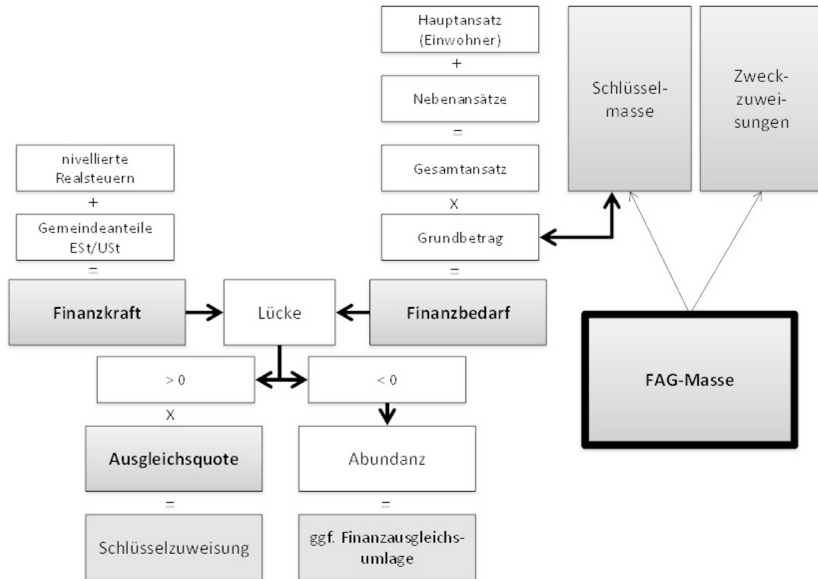 Hauptansatz
(Einwohner)
+
Nebenansätze
=
Gesamtansatz
x
Grundbetrag
=
Finanzbedarf
Schlüssel-
masse
Zweck-
zuwei-
sungen
nivellierte
Realsteuern
+
Gemeindeanteile
ESt/USt
=
Finanzkraft
Lücke
FAG-Masse
> 0
< 0
x
Ausgleichsquote
Abundanz
=
=
Schlüsselzuweisung
ggf. Finanzausgleichs-
umlage